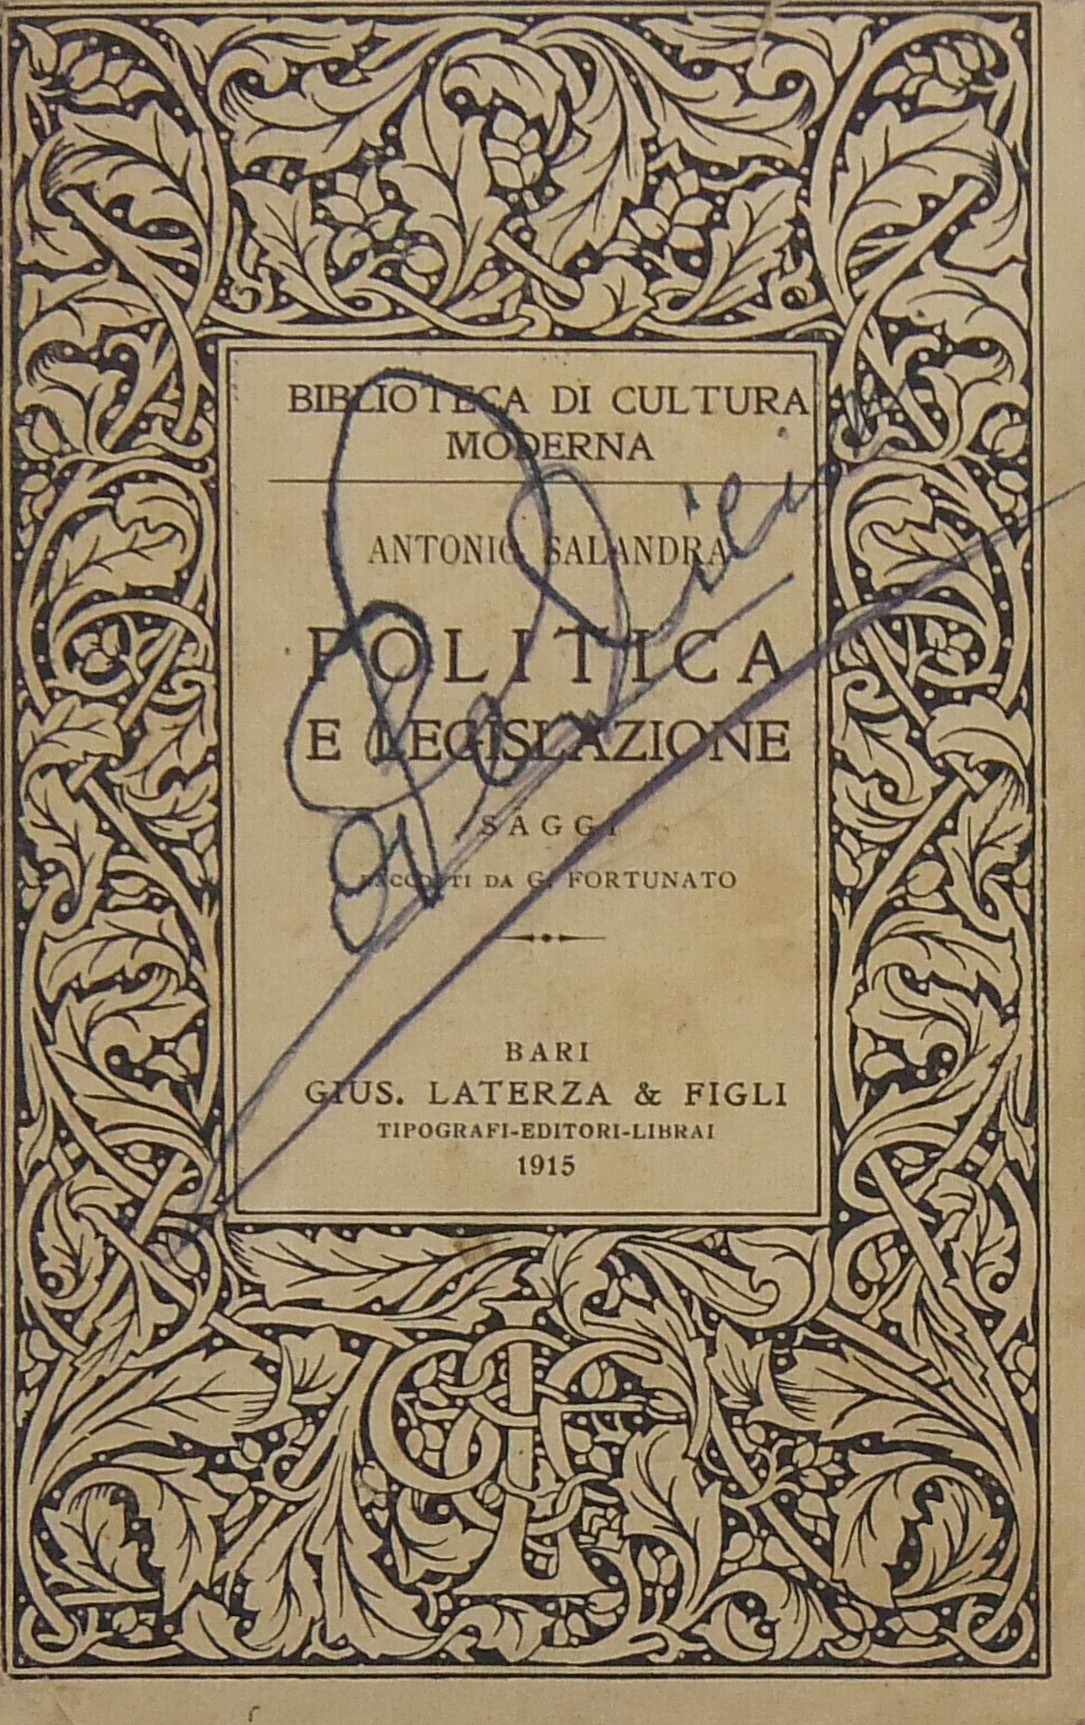 BIBLIOTECA DI CULTURA
MODERNA
ANTONIO SALANDRA
POLITICA
E LEGISLAZIONE
SAGGI
RACCOLTI DA G. FORTUNATO
BARI
GIUS. LATERZA & FIGLI
TIPOGRAFI-EDITORI-LIBRAI
1915